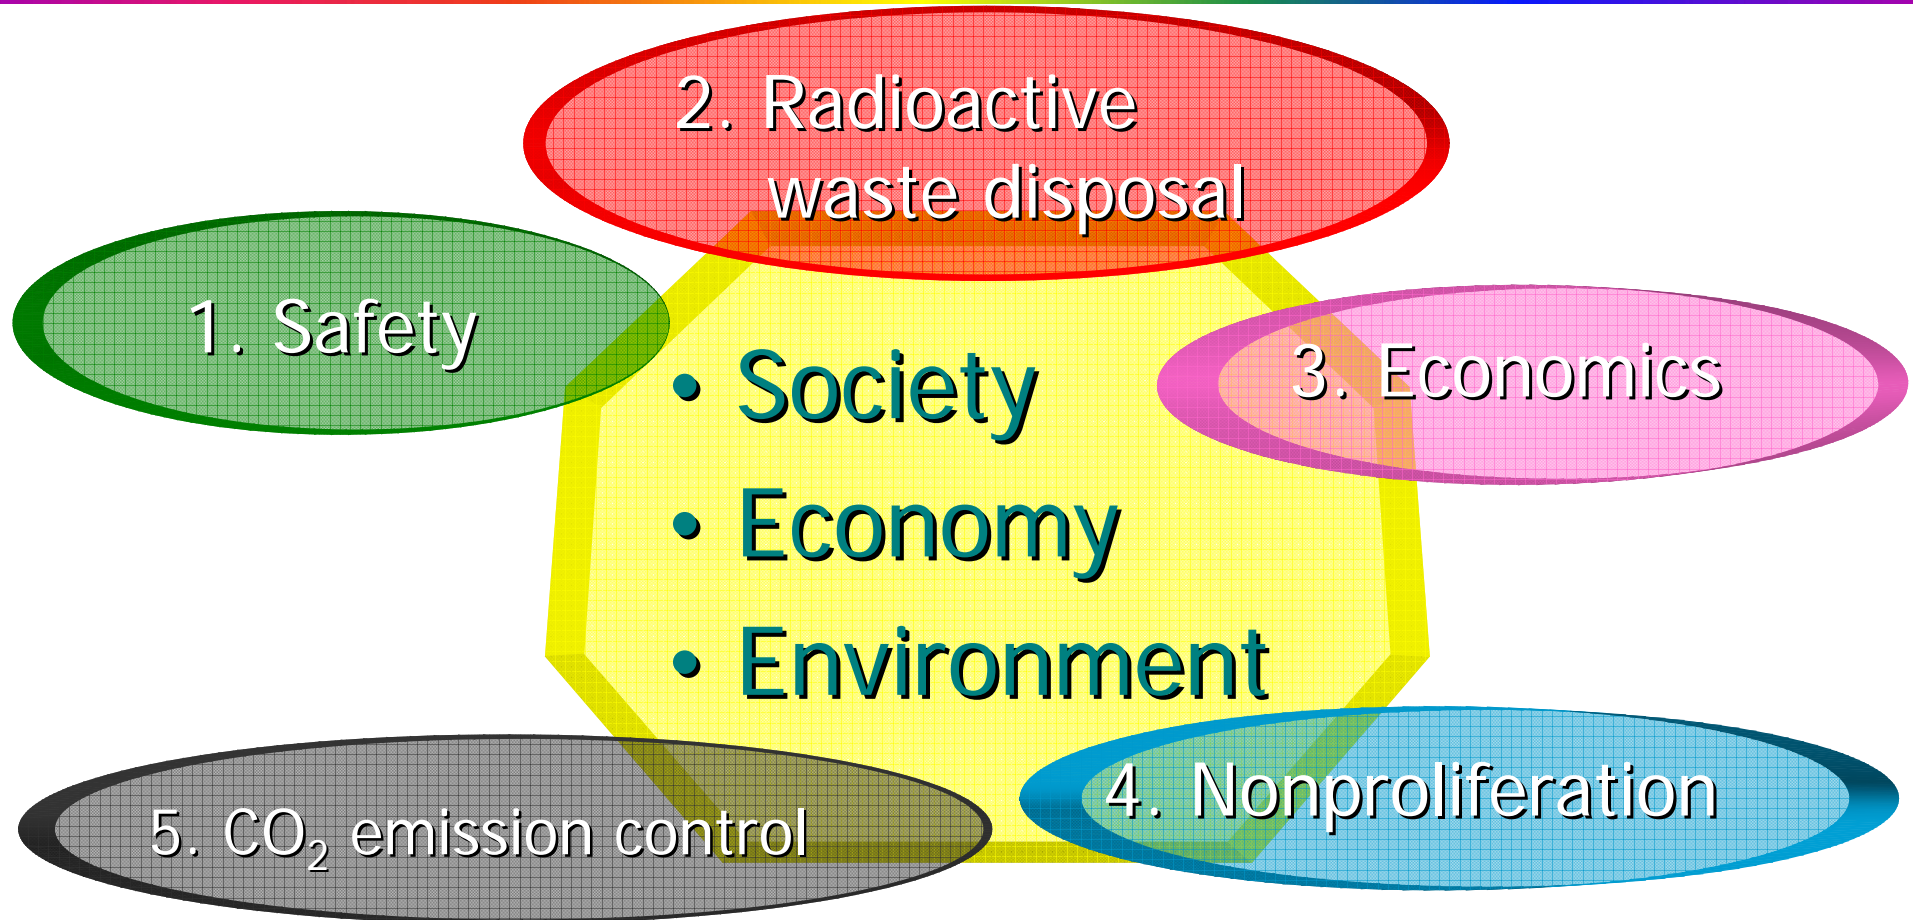 2. Radioactive
waste disposal
1. Safety
3. Economics
• Society
• Economy
• Environment
4. Nonproliferation
5. CO₂ emission control